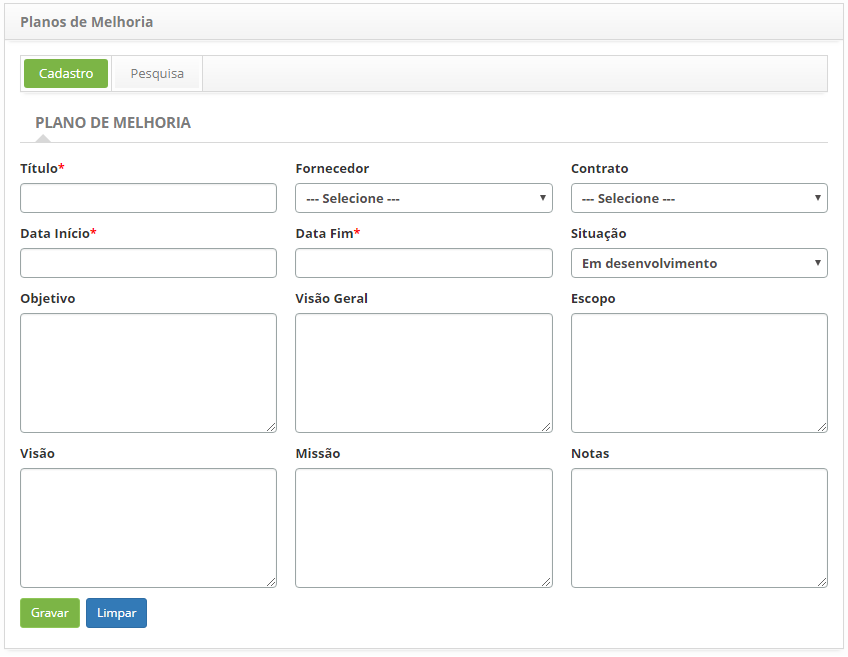 Planos de Melhoria
Cadastro Pesquisa
PLANO DE MELHORIA
Título* Fornecedor Contrato
--- Selecione --- --- Selecione ---
Data Início* Data Fim* Situação
Em desenvolvimento
Objetivo Visão Geral Escopo
Visão Missão Notas
Gravar Limpar